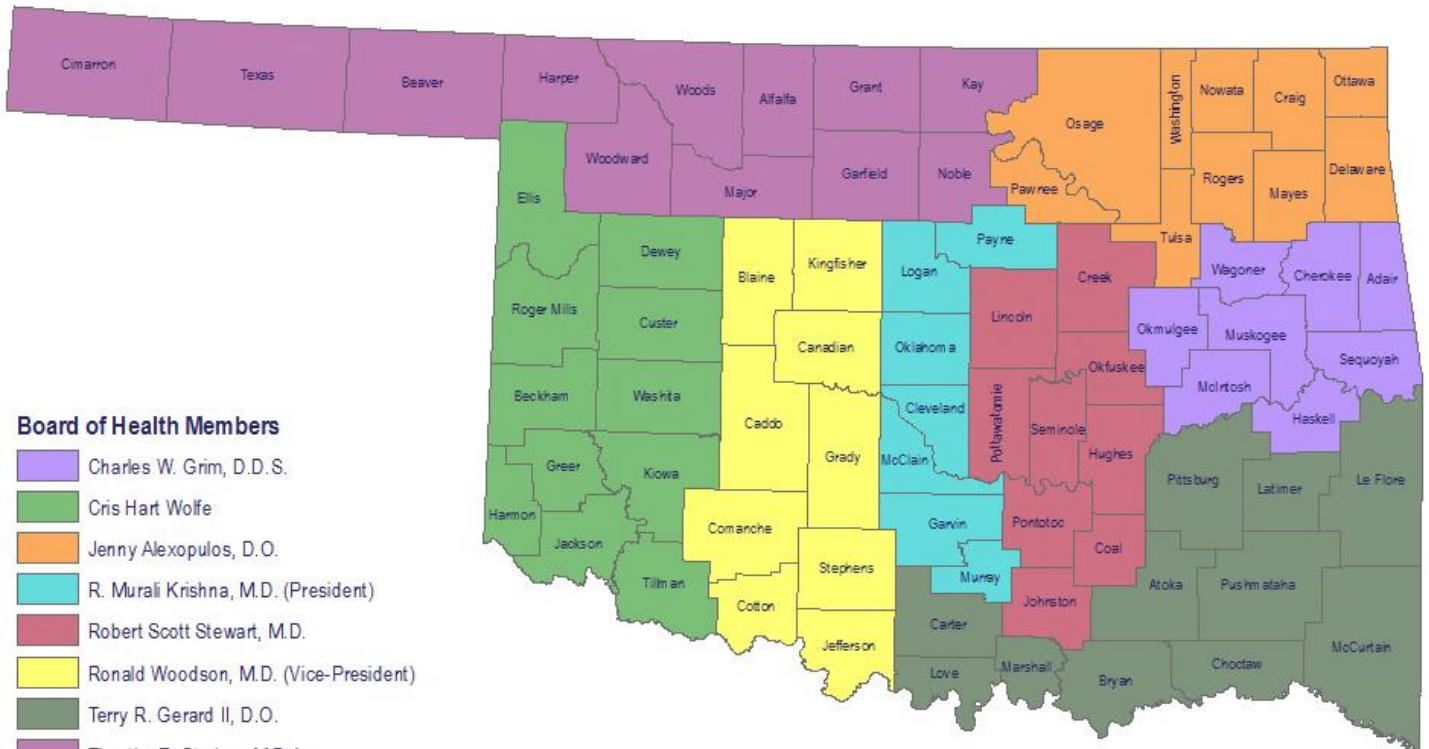 Cimarron
Texas
Beaver
Harper
Woods
Alfalfa
Grant
Kay
Osage
Washington
Nowata
Craig
Ottawa
Woodward
Major
Garfield
Noble
Pawnee
Rogers
Mayes
Delaware
Ellis
Dewey
Blaine
Kingfisher
Logan
Payne
Creek
Tulsa
Wagoner
Cherokee
Adair
Roger Mills
Custer
Canadian
Oklahoma
Lincoln
Okmulgee
Muskogee
Sequoyah
Beckham
Washita
Caddo
Cleveland
Pottawatomie
Okfuskee
Seminole
McIntosh
Haskell
Greer
Kiowa
Grady
McClain
Hughes
Pittsburg
Latimer
Le Flore
Harmon
Jackson
Comanche
Garvin
Pontotoc
Coal
Tillman
Cotton
Stephens
Murray
Johnston
Atoka
Pushmataha
Jefferson
Carter
Love
Marshall
Bryan
Choctaw
McCurtain
Board of Health Members
Charles W. Grim, D.D.S.
Cris Hart Wolfe
Jenny Alexopulos, D.O.
R. Murali Krishna, M.D. (President)
Robert Scott Stewart, M.D.
Ronald Woodson, M.D. (Vice-President)
Terry R. Gerard II, D.O.